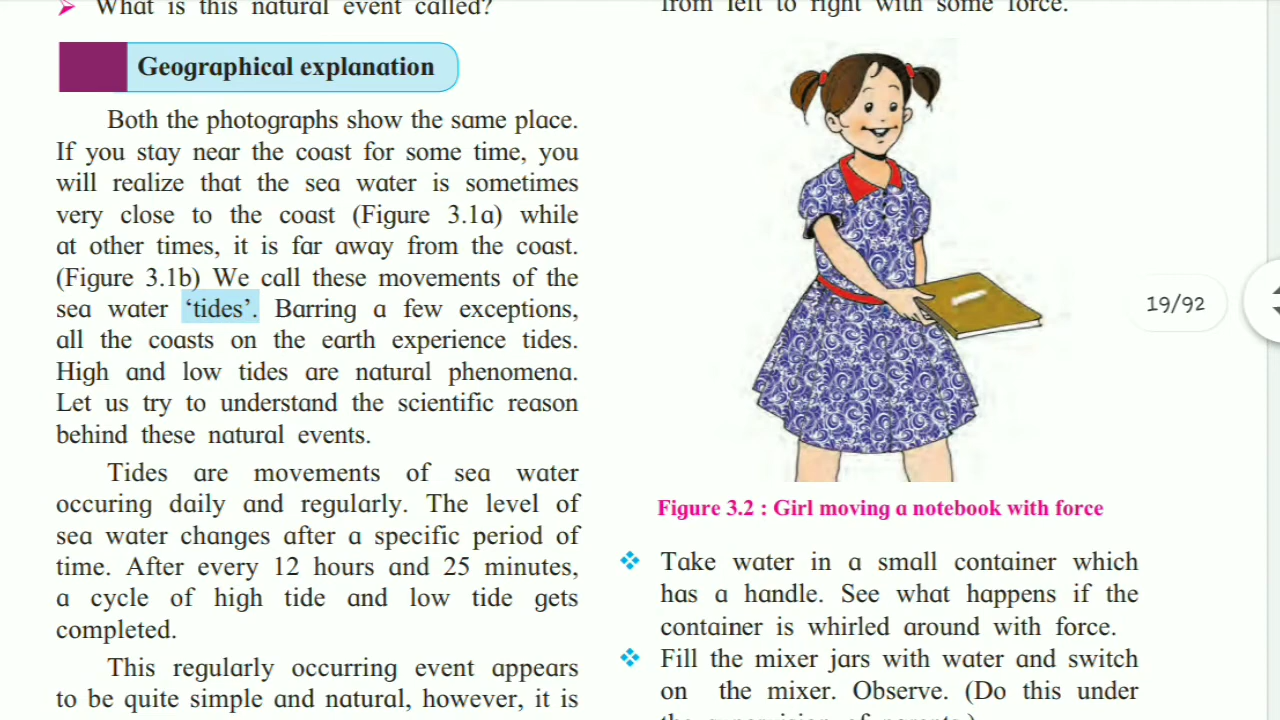 What is this natural event called?
Geographical explanation
Both the photographs show the same place.
If you stay near the coast for some time, you
will realize that the sea water is sometimes
very close to the coast (Figure 3.1a) while
at other times, it is far away from the coast.
(Figure 3.1b) We call these movements of the
sea water ‘tides’. Barring a few exceptions,
all the coasts on the earth experience tides.
High and low tides are natural phenomena.
Let us try to understand the scientific reason
behind these natural events.
Tides are movements of sea water
occuring daily and regularly. The level of
sea water changes after a specific period of
time. After every 12 hours and 25 minutes,
a cycle of high tide and low tide gets
completed.
This regularly occurring event appears
to be quite simple and natural, however, it is
from left to right with some force.
Figure 3.2 : Girl moving a notebook with force
Take water in a small container which
has a handle. See what happens if the
container is whirled around with force.
Fill the mixer jars with water and switch
on the mixer. Observe. (Do this under
the supervision of parents.)
19/92